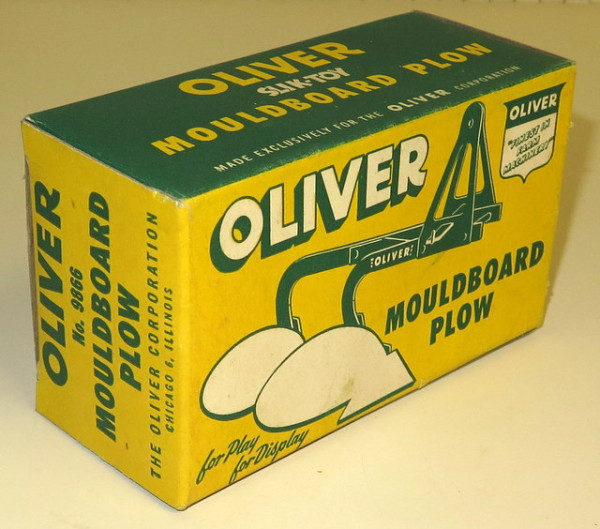 OLIVER
SLIK-TOY
MOULDBOARD PLOW
MADE EXCLUSIVELY FOR THE OLIVER CORPORATION
OLIVER
"FINEST IN
FARM
MACHINERY"
OLIVER
OLIVER
MOULDBOARD
PLOW
for Play
for Display
OLIVER
No. 9866
MOULDBOARD
PLOW
THE OLIVER CORPORATION
CHICAGO 6, ILLINOIS